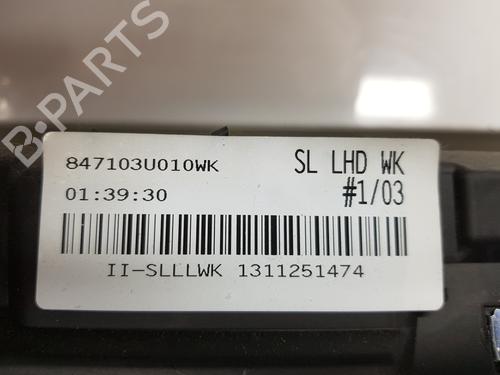 B-PARTS
847103U010WK
SL LHD WK
01:39:30
#1/03
II-SLLLWK 1311251474